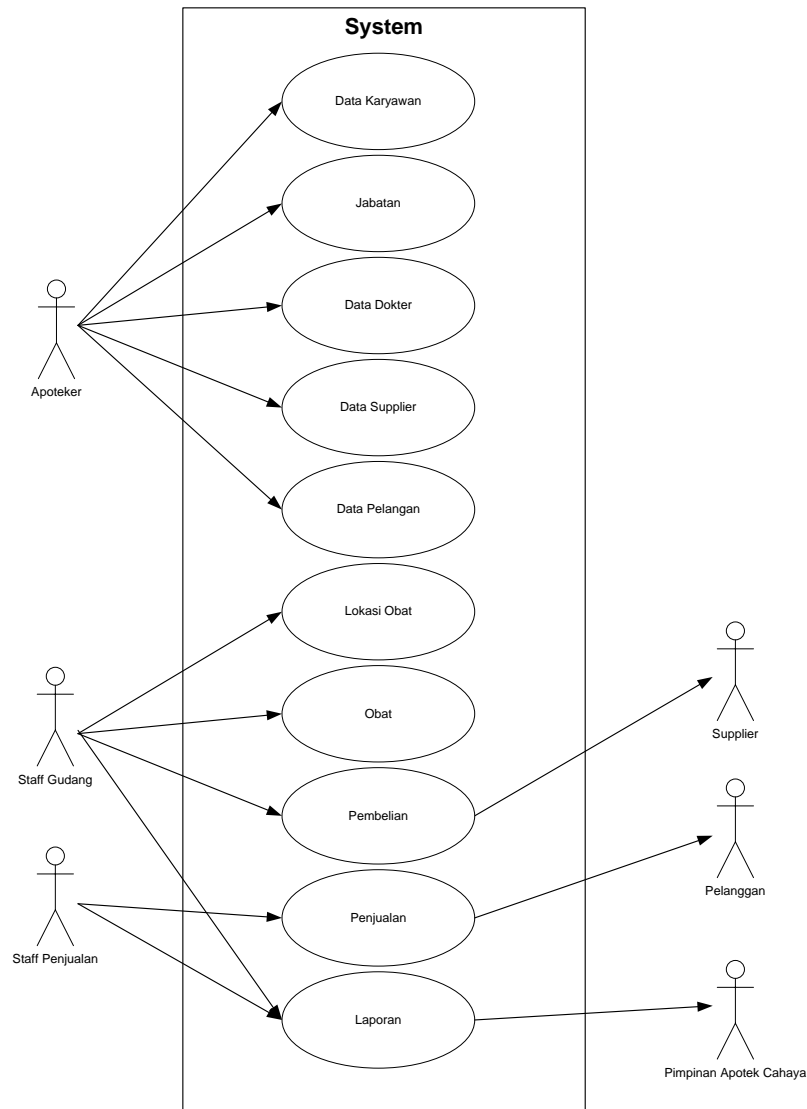 System
Data Karyawan
Jabatan
Data Dokter
Apoteker
Data Supplier
Data Pelangan
Lokasi Obat
Obat
Supplier
Staff Gudang
Pembelian
Pelanggan
Penjualan
Staff Penjualan
Laporan
Pimpinan Apotek Cahaya